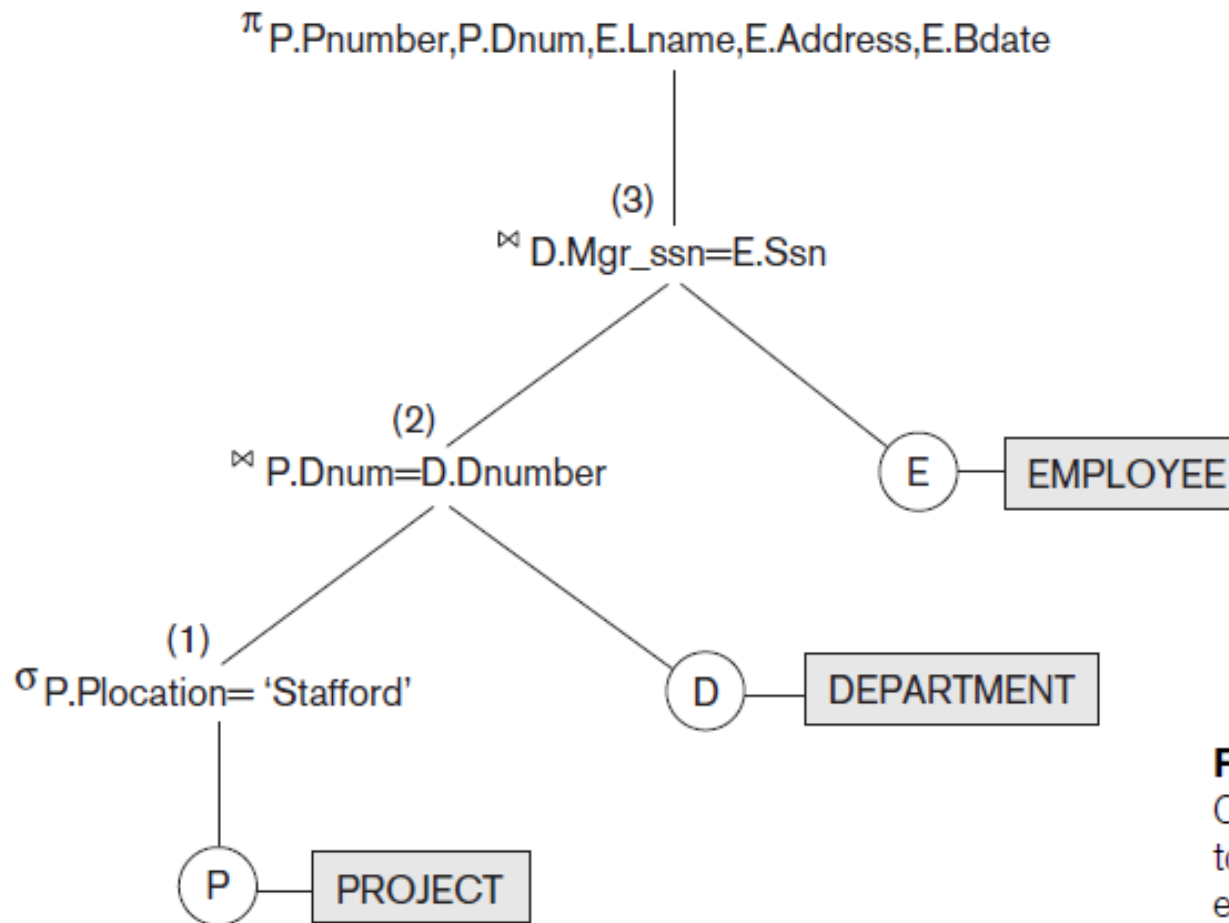 π P.Pnumber,P.Dnum,E.Lname,E.Address,E.Bdate
(3)
⋈ D.Mgr_ssn=E.Ssn
(2)
⋈ P.Dnum=D.Dnumber
E EMPLOYEE
(1)
σ P.Plocation= ‘Stafford’
D DEPARTMENT
P PROJECT